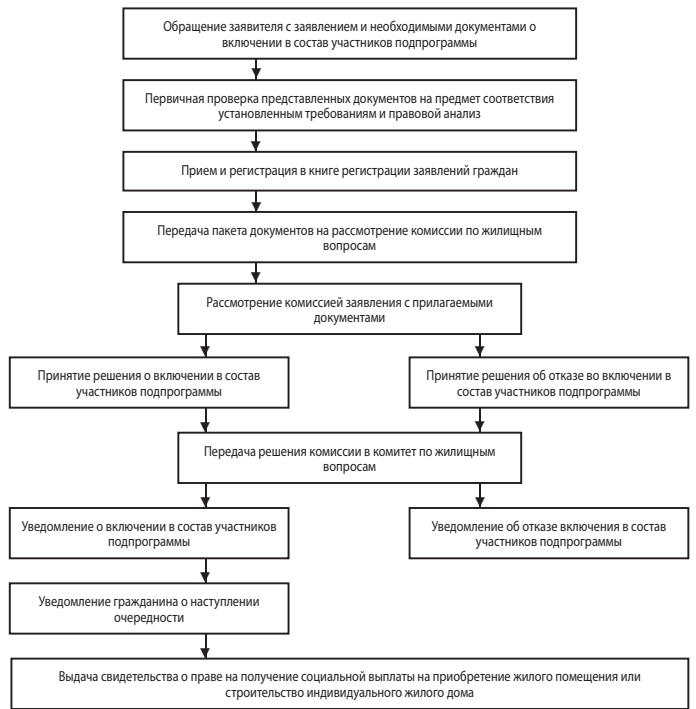 Обращение заявителя с заявлением и необходимыми документами о
включении в состав участников подпрограммы
Первичная проверка представленных документов на предмет соответствия
установленным требованиям и правовой анализ
Прием и регистрация в книге регистрации заявлений граждан
Передача пакета документов на рассмотрение комиссии по жилищным
вопросам
Рассмотрение комиссией заявления с прилагаемыми
документами
Принятие решения о включении в состав
участников подпрограммы
Принятие решения об отказе во включении в
состав участников подпрограммы
Передача решения комиссии в комитет по жилищным
вопросам
Уведомление о включении в состав участников
подпрограммы
Уведомление об отказе включения в состав
участников подпрограммы
Уведомление гражданина о наступлении
очередности
Выдача свидетельства о праве на получение социальной выплаты на приобретение жилого помещения или
строительство индивидуального жилого дома